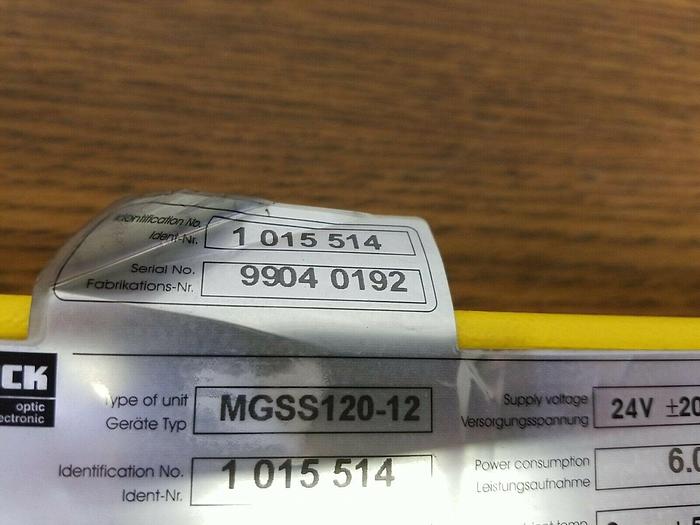 Identification No.
Ident-Nr. 1 015 514
Serial No.
Fabrikations-Nr. 9904 0192
CK
optic
ectronic
Type of unit
Geräte Typ MGSS120-12
Supply voltage
Versorgungsspannung 24V ±20
Identification No.
Ident-Nr. 1 015 514
Power consumption
Leistungsaufnahme 6.0